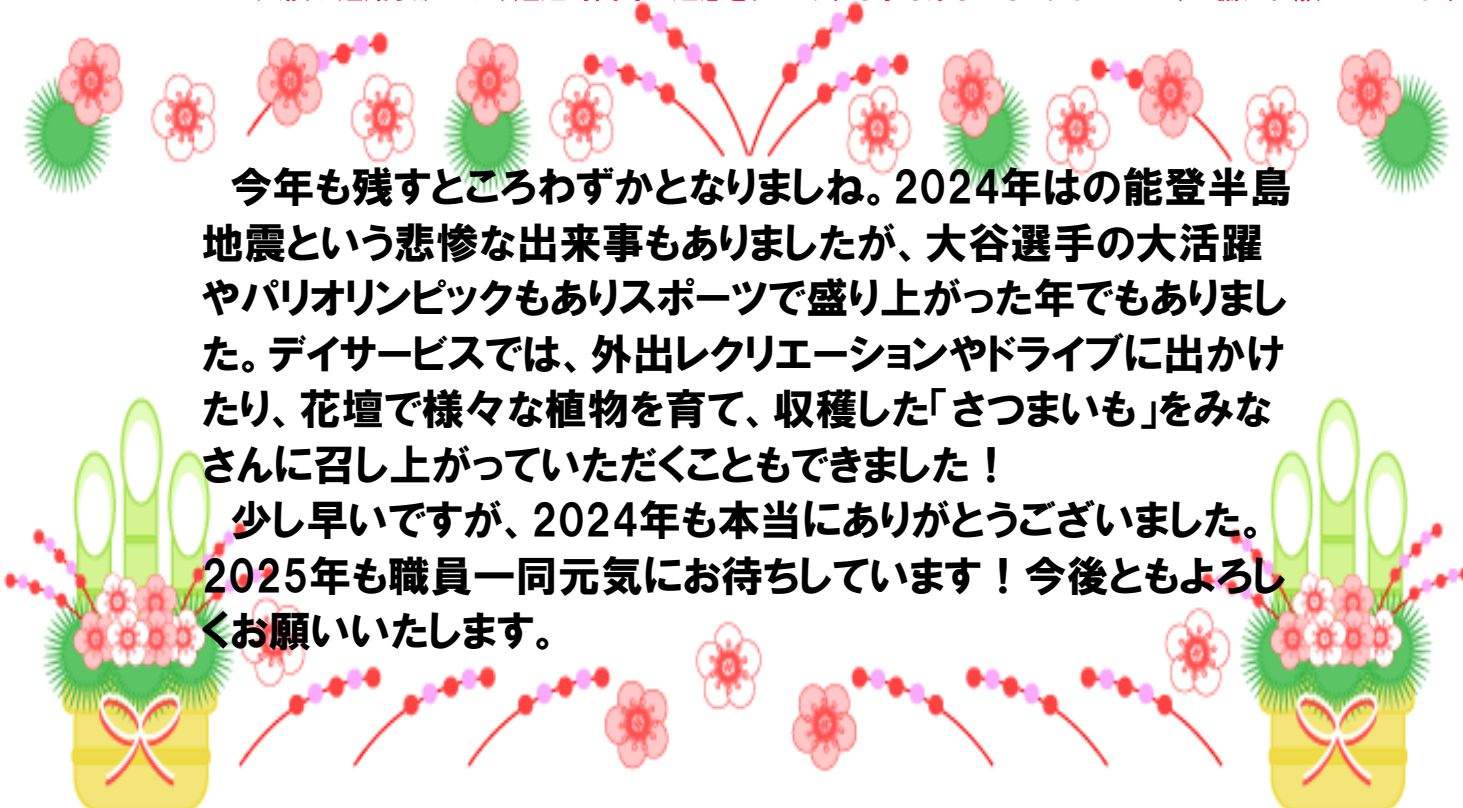 今年も残すところわずかとなりましね。2024年はの能登半島
地震という悲惨な出来事もありましたが、大谷選手の大活躍
やパリオリンピックもありスポーツで盛り上がった年でもありまし
た。デイサービスでは、外出レクリエーションやドライブに出かけ
たり、花壇で様々な植物を育て、収穫した「さつまいも」をみな
さんに召し上がっていただくこともできました！
少し早いですが、2024年も本当にありがとうございました。
2025年も職員一同元気にお待ちしています！今後ともよろし
くお願いいたします。